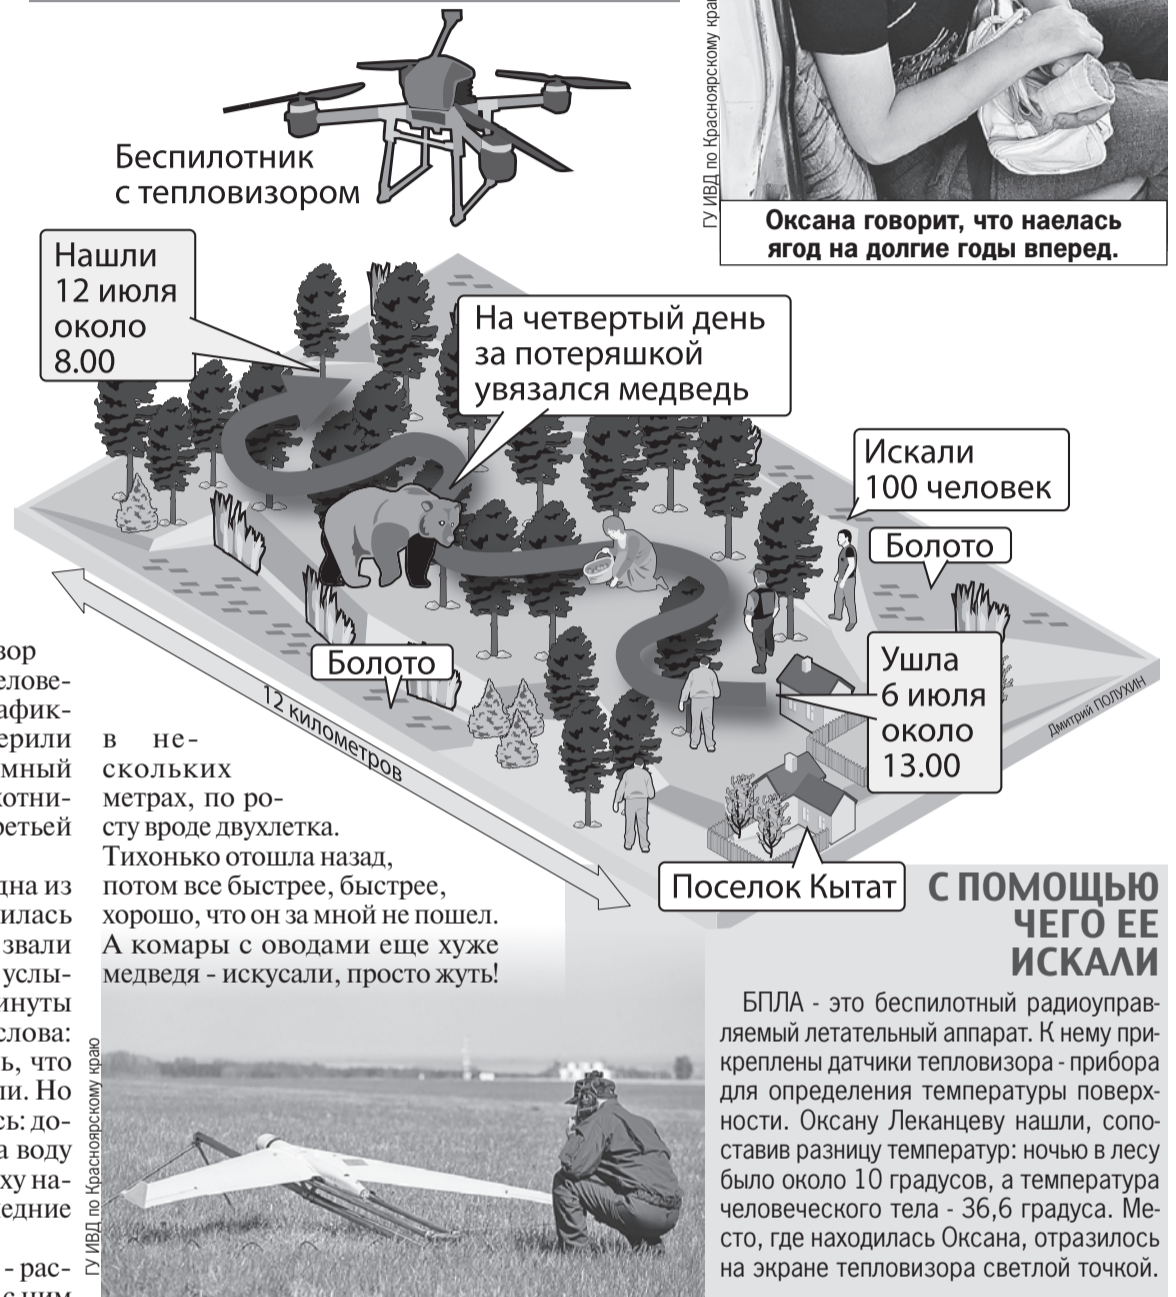 ГУ ИВД по Красноярскому краю
Оксана говорит, что наелась
ягод на долгие годы вперед.
Беспилотник
с тепловизором
Нашли
12 июля
около
8.00
На четвертый день
за потеряшкой
увязался медведь
Искали
100 человек
Болото
Болото
12 километров
Ушла
6 июля
около
13.00
Дмитрий ПОЛУХИН
Поселок Кытат
в не-
скольких
метрах, по ро-
сту вроде двухлетка.
Тихонько отошла назад,
потом все быстрее, быстрее,
хорошо, что он за мной не пошел.
А комары с оводами еще хуже
медведя - искусали, просто жуть!
ГУ ИВД по Красноярскому краю
С ПОМОЩЬЮ
ЧЕГО ЕЕ
ИСКАЛИ
БПЛА - это беспилотный радиоуправ-
ляемый летательный аппарат. К нему при-
креплены датчики тепловизора - прибора
для определения температуры поверх-
ности. Оксану Леканцеву нашли, сопо-
ставив разницу температур: ночью в лесу
было около 10 градусов, а температура
человеческого тела - 36,6 градуса. Ме-
сто, где находилась Оксана, отразилось
на экране тепловизора светлой точкой.